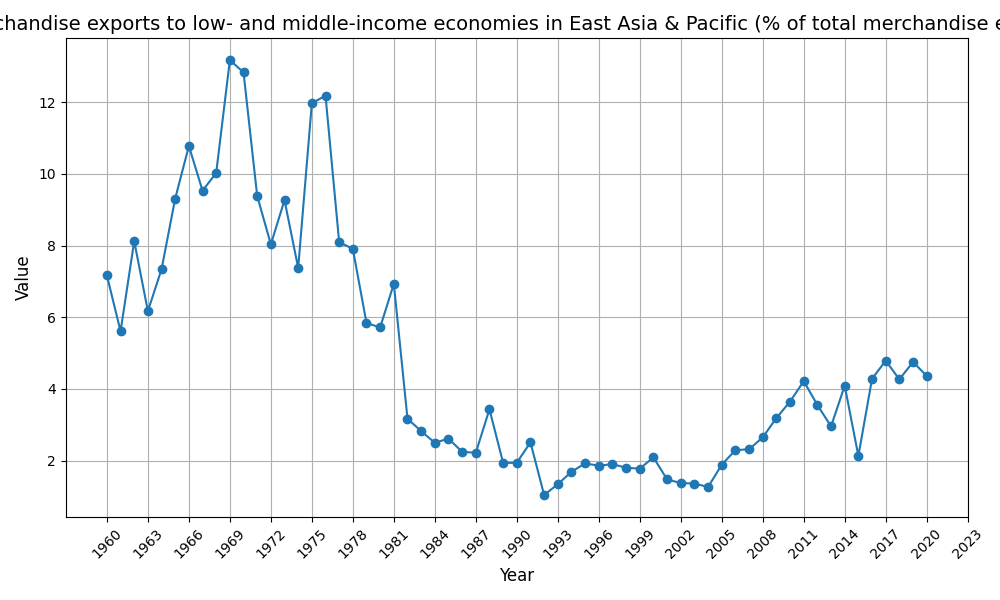 chandise exports to low- and middle-income economies in East Asia & Pacific (% of total merchandise e
Value
12
10
8
6
4
2
1960 1963 1966 1969 1972 1975 1978 1981 1984 1987 1990 1993 1996 1999 2002 2005 2008 2011 2014 2017 2020 2023
Year